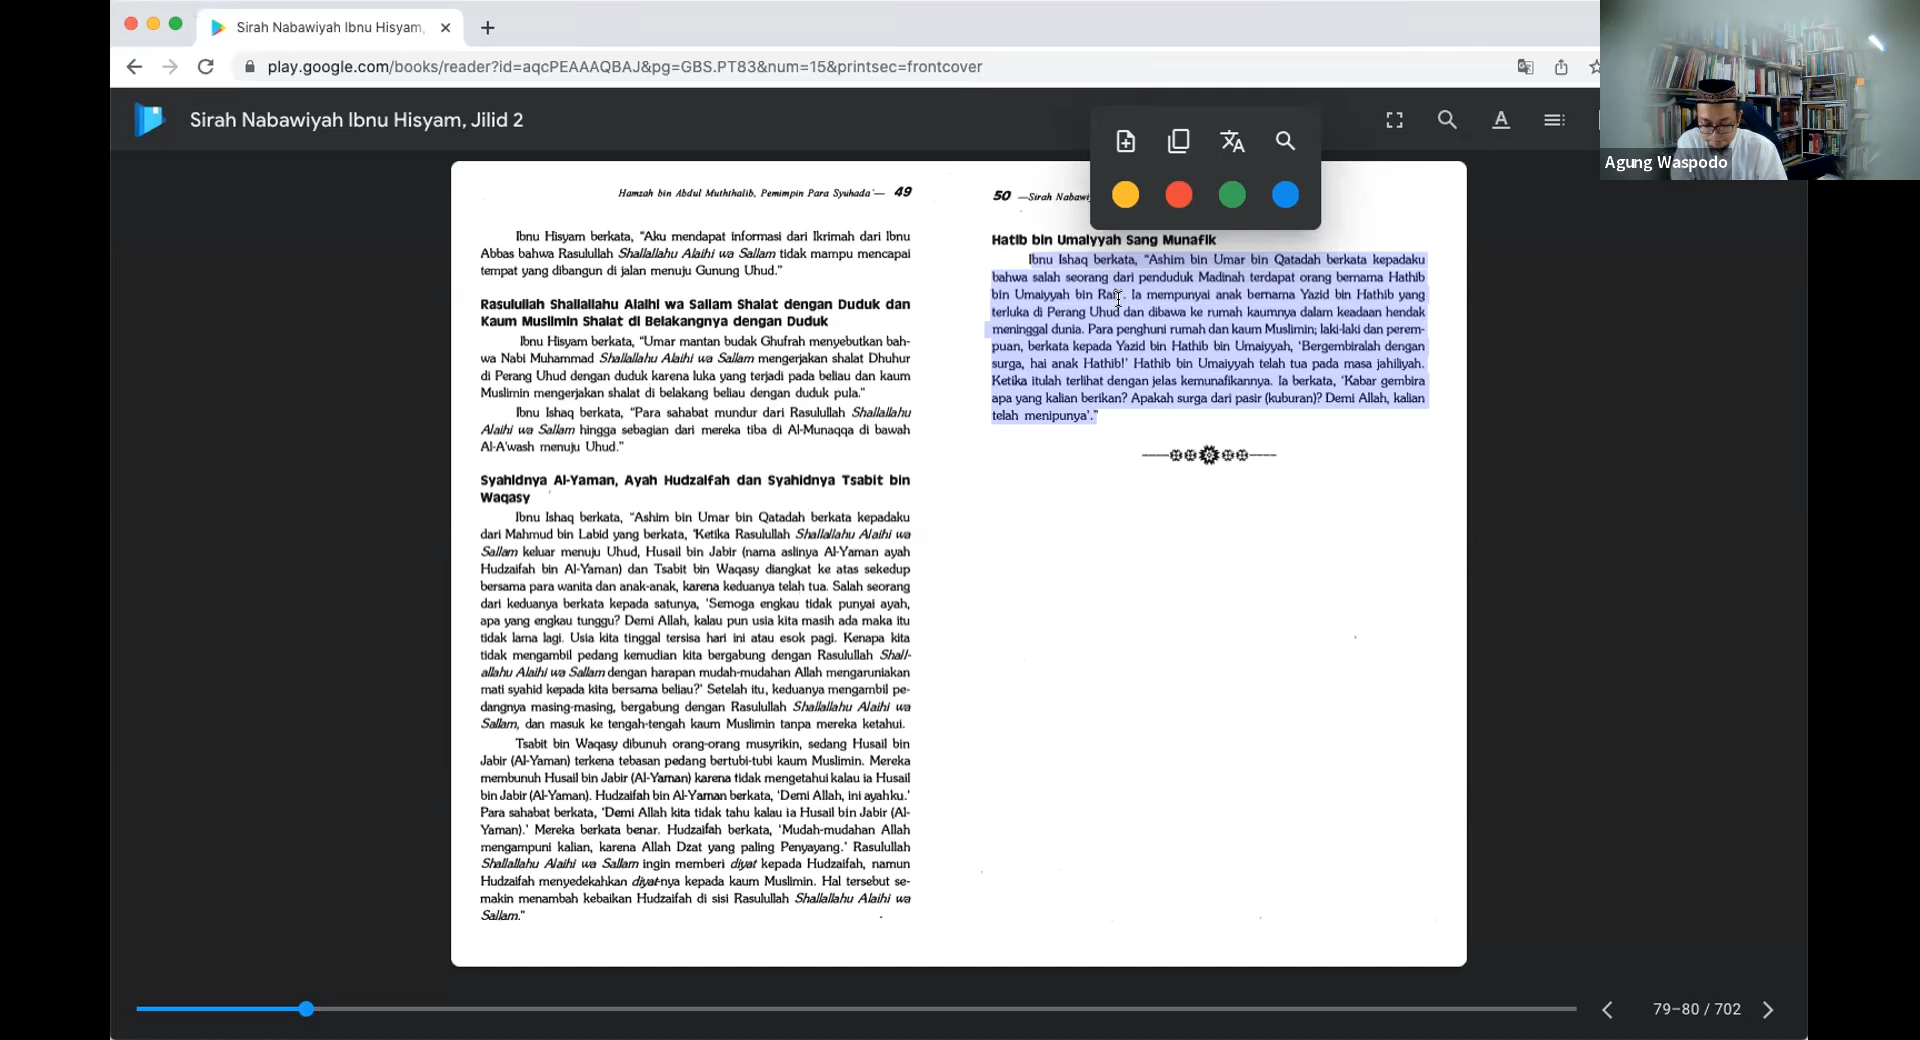 Sirah Nabawiyah Ibnu Hisyam,
play.google.com/books/reader?id=aqcPEAAAQBAJ&pg=GBS.PT83&num=15&printsec=frontcover
Sirah Nabawiyah Ibnu Hisyam, Jilid 2
Agung Waspodo
Hamzah bin Abdul Muththalib, Pemimpin Para Syuhada'— 49
Ibnu Hisyam berkata, "Aku mendapat informasi dari Ikrimah dari Ibnu
Abbas bahwa Rasulullah Shallallahu Alaihi wa Sallam tidak mampu mencapai
tempat yang dibangun di jalan menuju Gunung Uhud."
Rasulullah Shallallahu Alaihi wa Sallam Shalat dengan Duduk dan
Kaum Muslimin Shalat di Belakangnya dengan Duduk
Ibnu Hisyam berkata, "Umar mantan budak Ghufrah menyebutkan bah-
wa Nabi Muhammad Shallallahu Alaihi wa Sallam mengerjakan shalat Dhuhur
di Perang Uhud dengan duduk karena luka yang terjadi pada beliau dan kaum
Muslimin mengerjakan shalat di belakang beliau dengan duduk pula."
Ibnu Ishaq berkata, "Para sahabat mundur dari Rasulullah Shallallahu
Alaihi wa Sallam hingga sebagian dari mereka tiba di Al-Munaqqa di bawah
Al-A'wash menuju Uhud."
Syahidnya Al-Yaman, Ayah Hudzaifah dan Syahidnya Tsabit bin
Waqasy
Ibnu Ishaq berkata, "Ashim bin Umar bin Qatadah berkata kepadaku
dari Mahmud bin Labid yang berkata, 'Ketika Rasulullah Shallallahu Alaihi wa
Sallam keluar menuju Uhud, Husail bin Jabir (nama aslinya Al-Yaman ayah
Hudzaifah bin Al-Yaman) dan Tsabit bin Waqasy diangkat ke atas sekedup
bersama para wanita dan anak-anak, karena keduanya telah tua. Salah seorang
dari keduanya berkata kepada satunya, 'Semoga engkau tidak punyai ayah,
apa yang engkau tunggu? Demi Allah, kalau pun usia kita masih ada maka itu
tidak lama lagi. Usia kita tinggal tersisa hari ini atau esok pagi. Kenapa kita
tidak mengambil pedang kemudian kita bergabung dengan Rasulullah Shall-
allahu Alaihi wa Sallam dengan harapan mudah-mudahan Allah mengaruniakan
mati syahid kepada kita bersama beliau?' Setelah itu, keduanya mengambil pe-
dangnya masing-masing, bergabung dengan Rasulullah Shallallahu Alaihi wa
Sallam, dan masuk ke tengah-tengah kaum Muslimin tanpa mereka ketahui.
Tsabit bin Waqasy dibunuh orang-orang musyrikin, sedang Husail bin
Jabir (Al-Yaman) terkena tebasan pedang bertubi-tubi kaum Muslimin. Mereka
membunuh Husail bin Jabir (Al-Yaman) karena tidak mengetahui kalau ia Husail
bin Jabir (Al-Yaman). Hudzaifah bin Al-Yaman berkata, 'Demi Allah, ini ayahku.'
Para sahabat berkata, 'Demi Allah kita tidak tahu kalau ia Husail bin Jabir (Al-
Yaman).' Mereka berkata benar. Hudzaifah berkata, 'Mudah-mudahan Allah
mengampuni kalian, karena Allah Dzat yang paling Penyayang.' Rasulullah
Shallallahu Alaihi wa Sallam ingin memberi diyat kepada Hudzaifah, namun
Hudzaifah menyedekahkan diyat-nya kepada kaum Muslimin. Hal tersebut se-
makin menambah kebaikan Hudzaifah di sisi Rasulullah Shallallahu Alaihi wa
Sallam."
50 —Sirah
Hatib bin Umaiyyah Sang Munafik
Ibnu Ishaq berkata, "Ashim bin Umar bin Qatadah berkata kepadaku
bahwa salah seorang dari penduduk Madinah terdapat orang bernama Hathib
bin Umaiyyah bin Ia mempunyai anak bernama Yazid bin Hathib yang
terluka di Perang Uhud dan dibawa ke rumah kaumnya dalam keadaan hendak
meninggal dunia. Para penghuni rumah dan kaum Muslimin; laki-laki dan perem-
puan, berkata kepada Yazid bin Hathib bin Umaiyyah, 'Bergembiralah dengan
surga, hai anak Hathib!' Hathib bin Umaiyyah telah tua pada masa jahiliyah.
Ketika itulah terlihat dengan jelas kemunafikannya. Ia berkata, 'Kabar gembira
apa yang kalian berikan? Apakah surga dari pasir (kuburan)? Demi Allah, kalian
telah menipunya'."
79–80 / 702